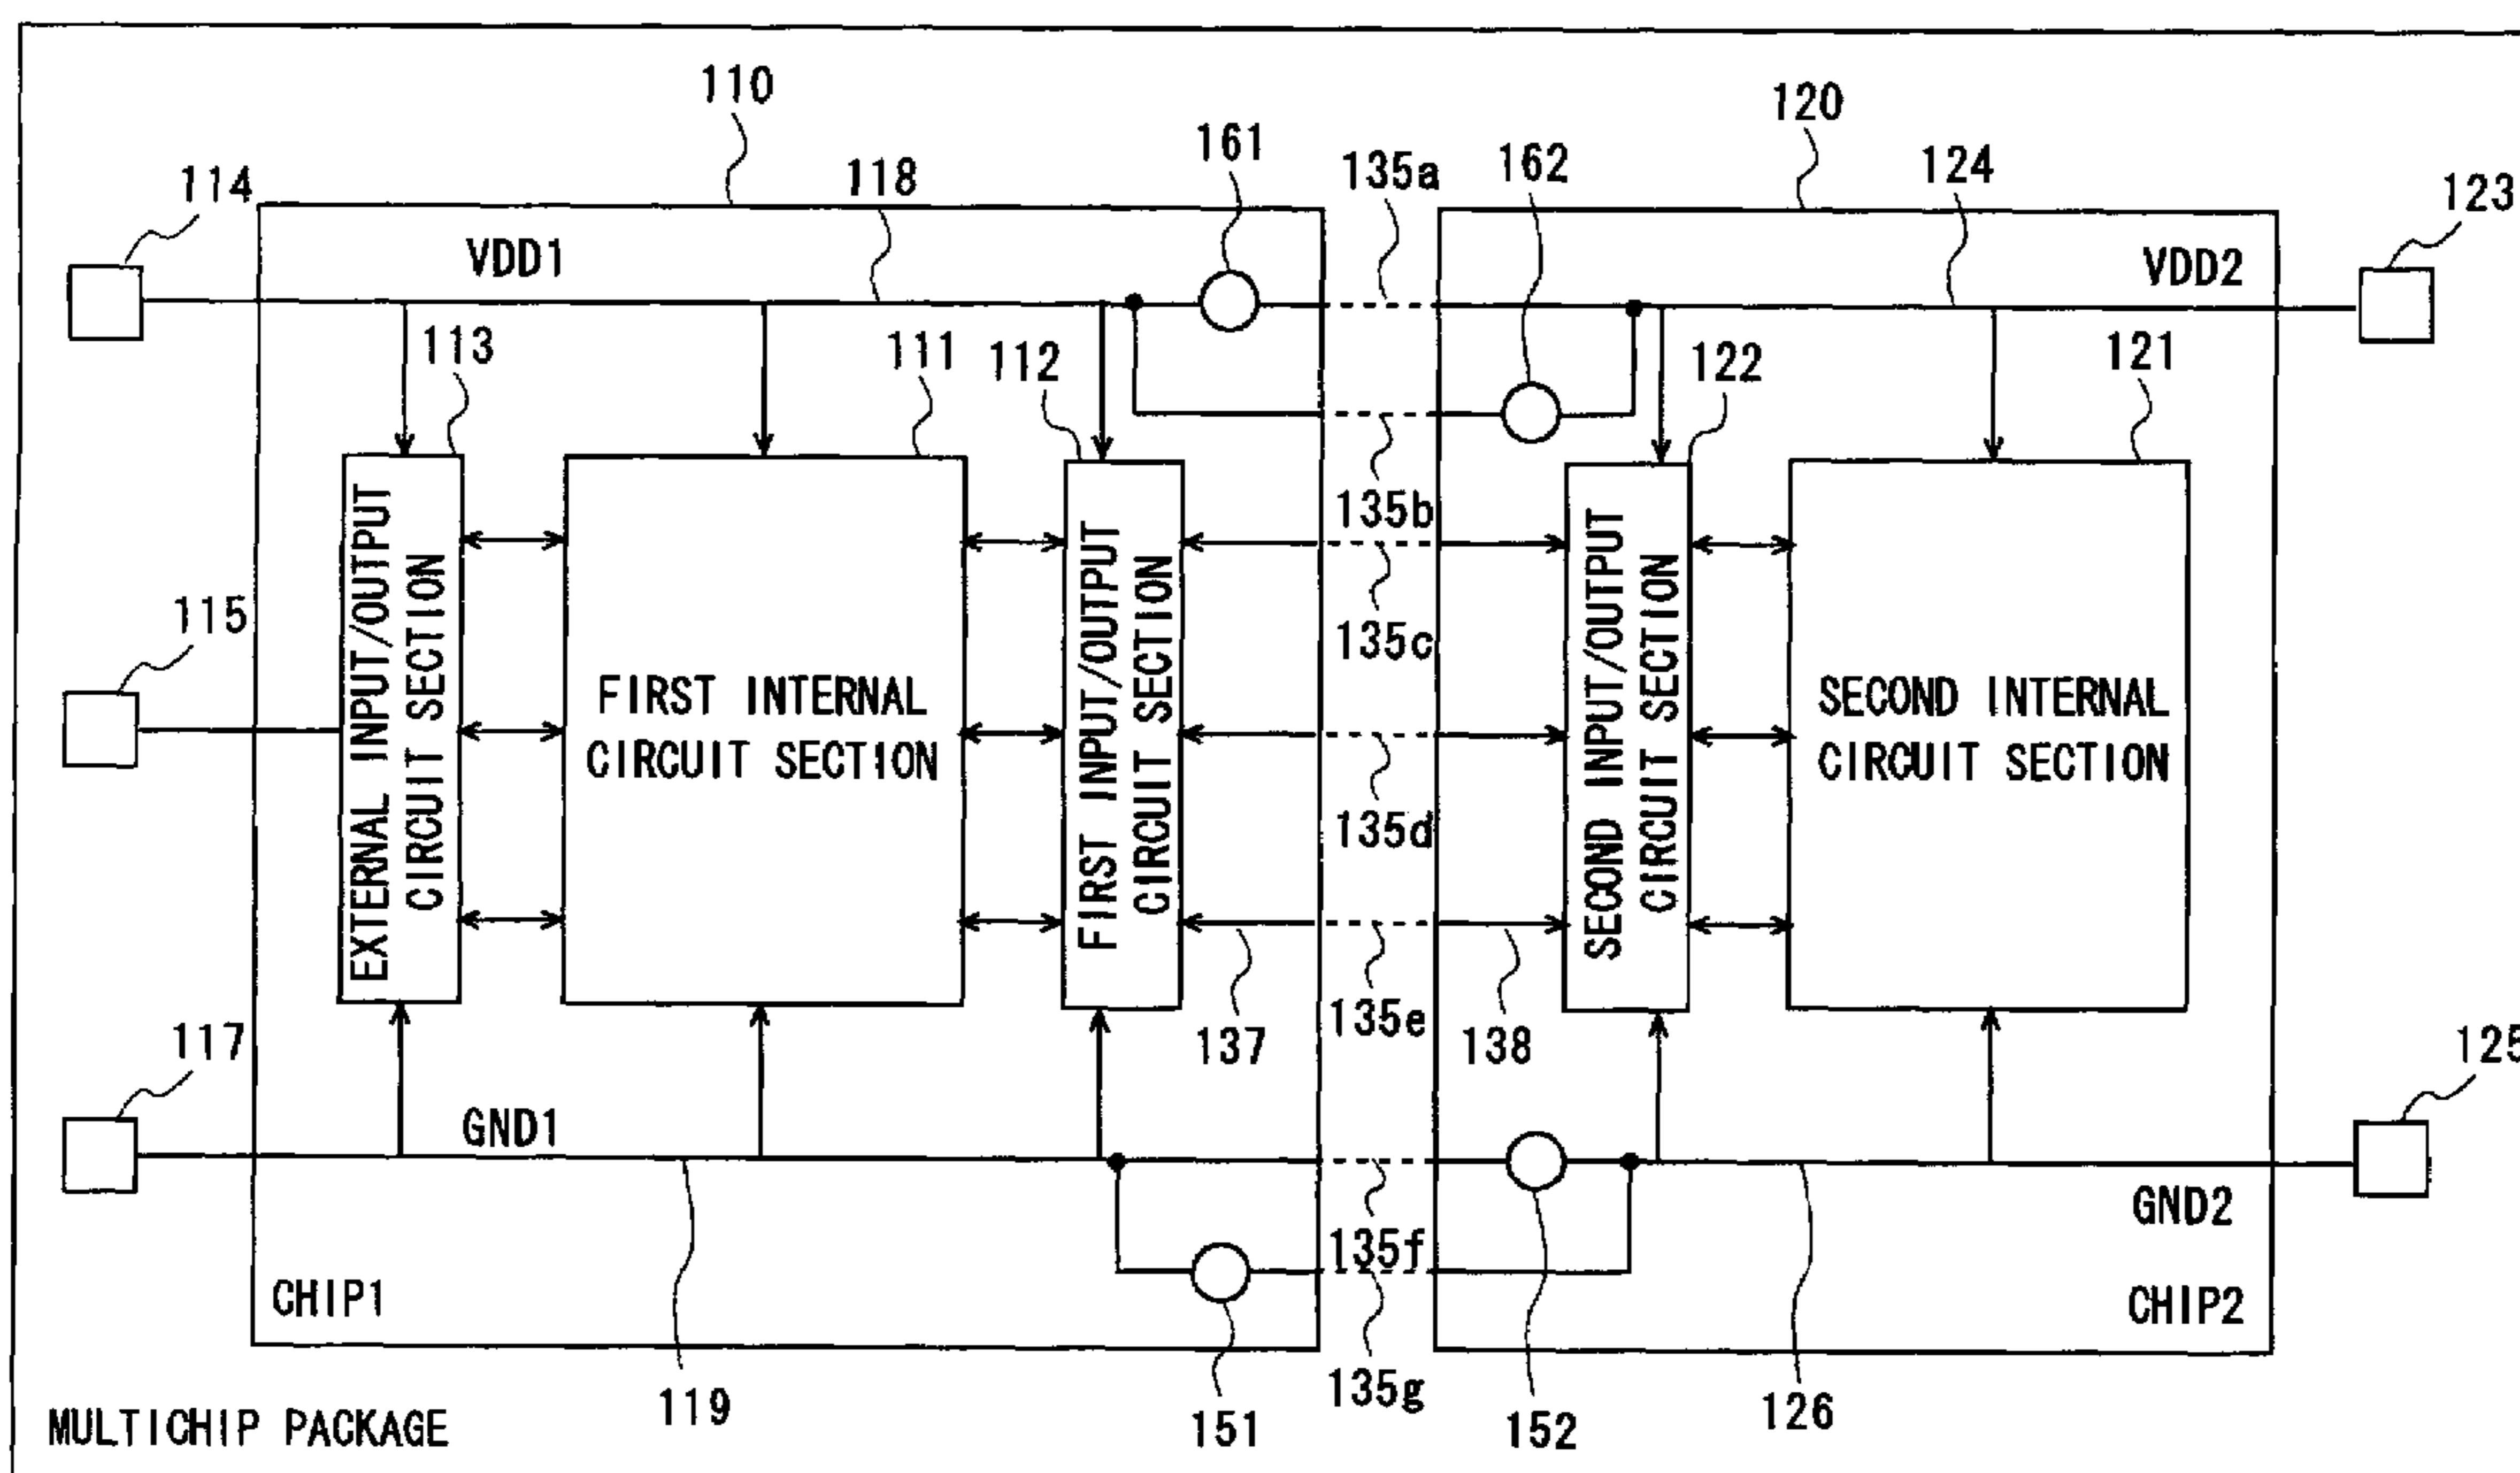 110
120
161
135a
162
124
114
118
123
VDD1
VDD2
113
111
112
122
121
135b
115
135c
EXTERNAL INPUT/OUTPUT
CIRCUIT SECTION
FIRST INTERNAL
CIRCUIT SECTION
FIRST INPUT/OUTPUT
CIRCUIT SECTION
SECOND INPUT/OUTPUT
CIRCUIT SECTION
SECOND INTERNAL
CIRCUIT SECTION
135d
135e
137
138
117
125
GND1
GND2
135f
CHIP1
CHIP2
135g
119
151
152
126
MULTICHIP PACKAGE